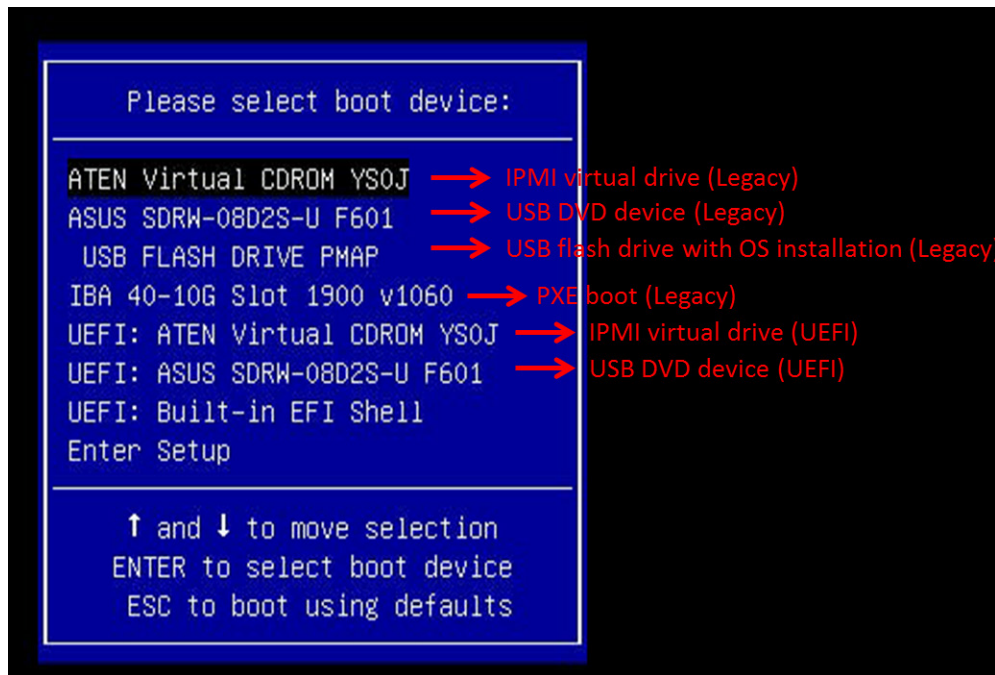 Please select boot device:
ATEN Virtual CDROM YS0J → IPMI virtual drive (Legacy)
ASUS SDRW-08D2S-U F601 → USB DVD device (Legacy)
USB FLASH DRIVE PMAP → USB flash drive with OS installation (Legacy)
IBA 40-10G Slot 1900 v1060 → PXE boot (Legacy)
UEFI: ATEN Virtual CDROM YS0J → IPMI virtual drive (UEFI)
UEFI: ASUS SDRW-08D2S-U F601 → USB DVD device (UEFI)
UEFI: Built-in EFI Shell
Enter Setup
↑ and ↓ to move selection
ENTER to select boot device
ESC to boot using defaults